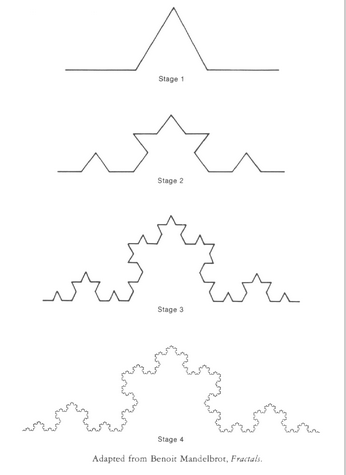 Stage 1
Stage 2
Stage 3
Stage 4
Adapted from Benoit Mandelbrot, Fractals.